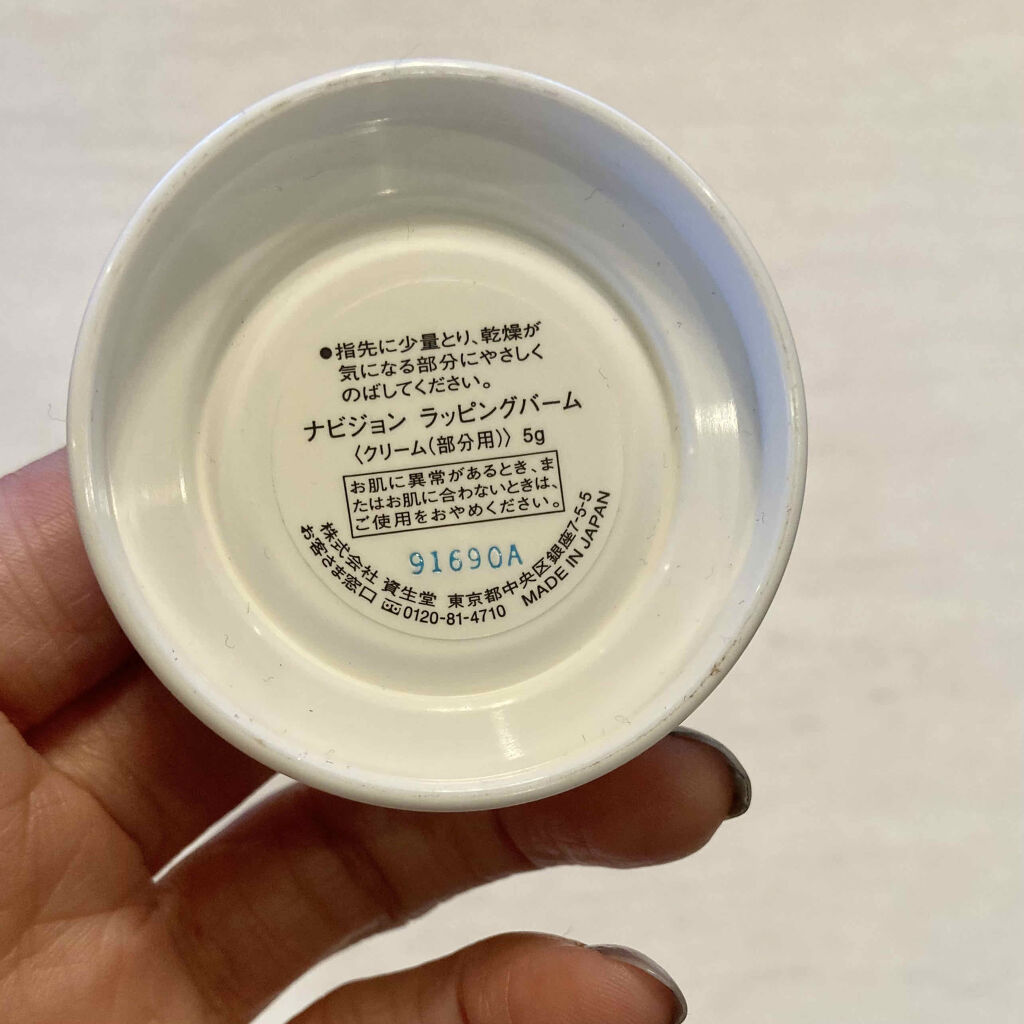 ●指先に少量とり、乾燥が
気になる部分にやさしく
のばしてください。
ナビジョン ラッピングバーム
〈クリーム(部分用)〉 5g
お肌に異常があるとき、ま
たはお肌に合わないときは、
ご使用をおやめください。
91690A
株式会社 資生堂 東京都中央区銀座7-5-5
お客さま窓口 0120-81-4710 MADE IN JAPAN